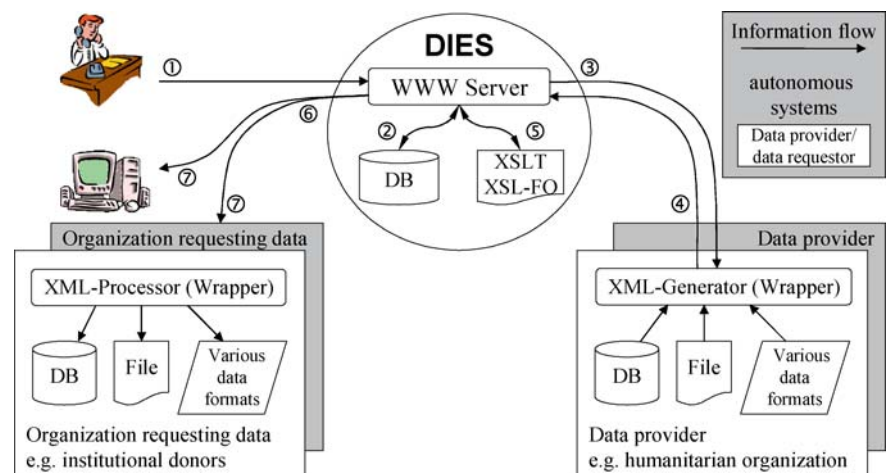 DIES
WWW Server
①
②
③
④
⑤
⑥
⑦
⑦
DB
XSLT
XSL-FO
Information flow
autonomous
systems
Data provider/
data requestor
Organization requesting data
XML-Processor (Wrapper)
DB
File
Various
data
formats
Organization requesting data
e.g. institutional donors
Data provider
XML-Generator (Wrapper)
DB
File
Various
data
formats
Data provider
e.g. humanitarian organization